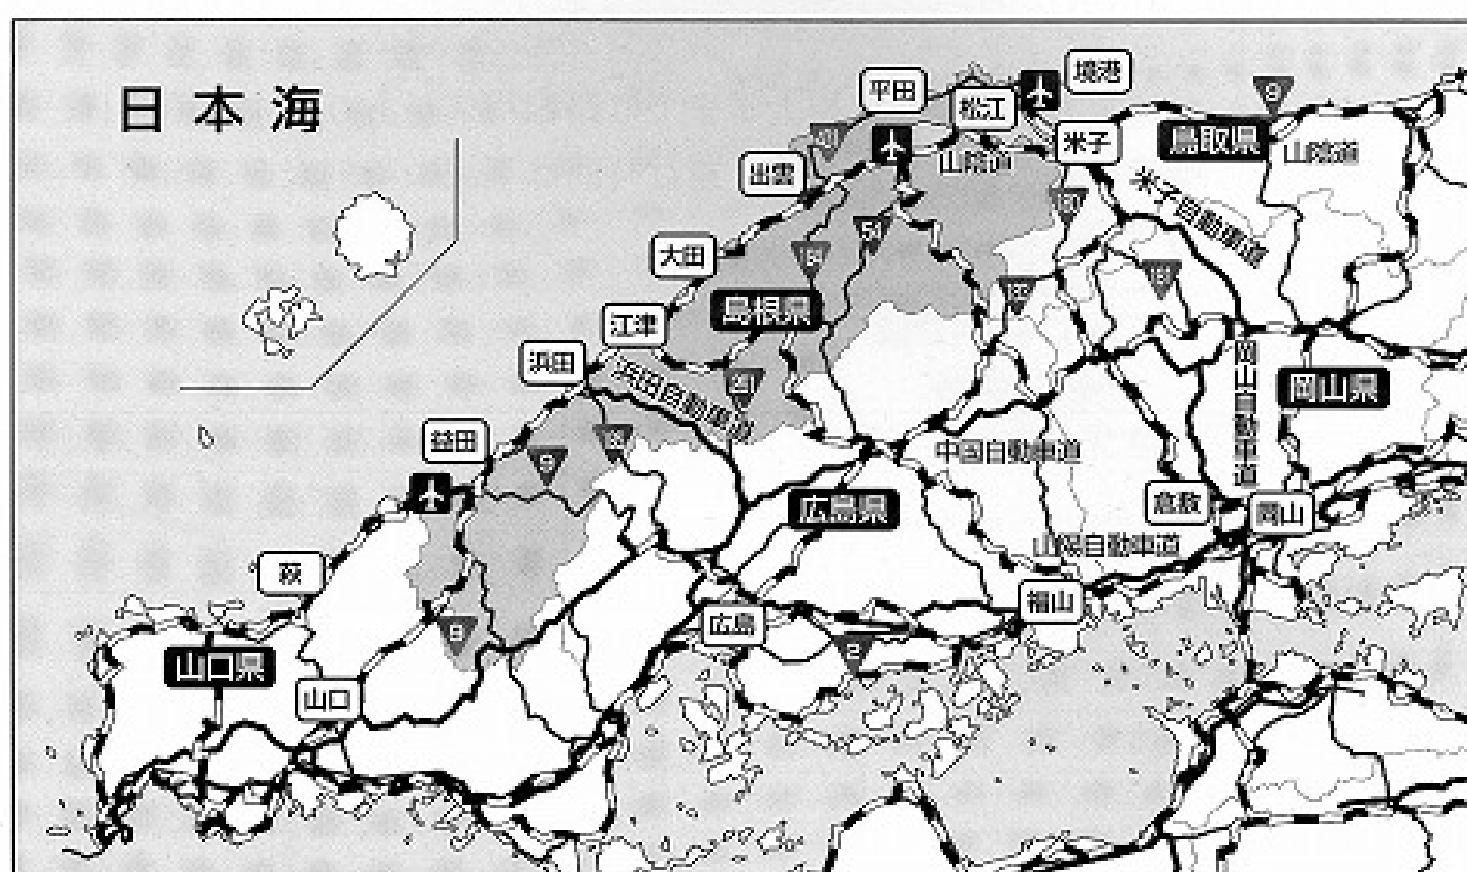 日本海
境港
平田
松江
9
米子
鳥取県
山陰道
山陰道
出雲
米子自動車道
54
大田
島根県
江津
浜田
浜田自動車道
岡山自動車道
岡山県
益田
9
中国自動車道
倉敷
岡山
広島県
山陽自動車道
萩
福山
広島
2
山口県
山口